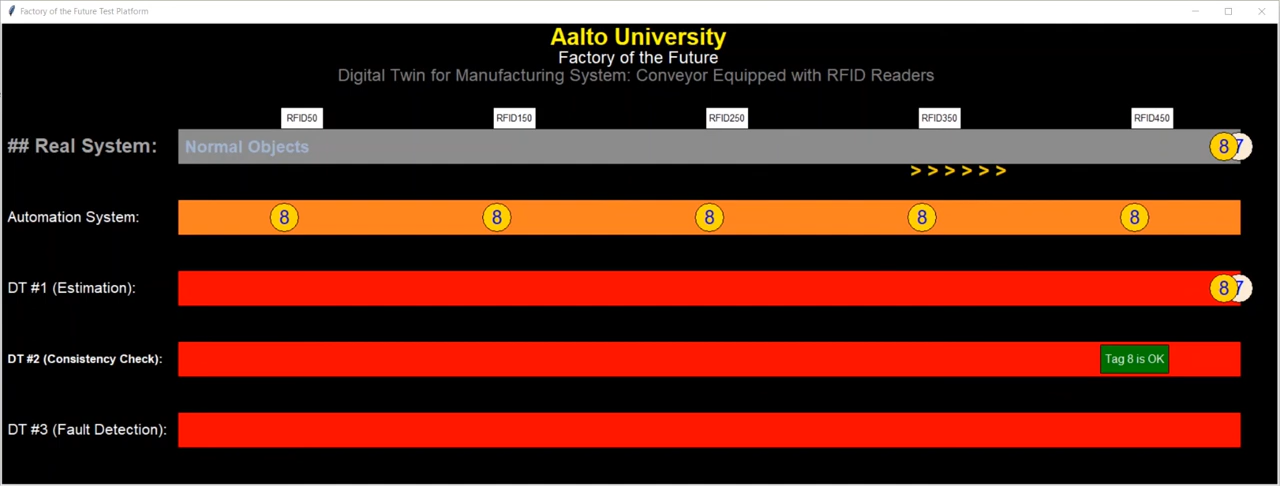 Factory of the Future Test Platform
Aalto University
Factory of the Future
Digital Twin for Manufacturing System: Conveyor Equipped with RFID Readers
RFID50 RFID150 RFID250 RFID350 RFID450
## Real System: Normal Objects 8 7
> > > > > >
Automation System: 8 8 8 8 8
DT #1 (Estimation): 8 7
DT #2 (Consistency Check): Tag 8 is OK
DT #3 (Fault Detection):